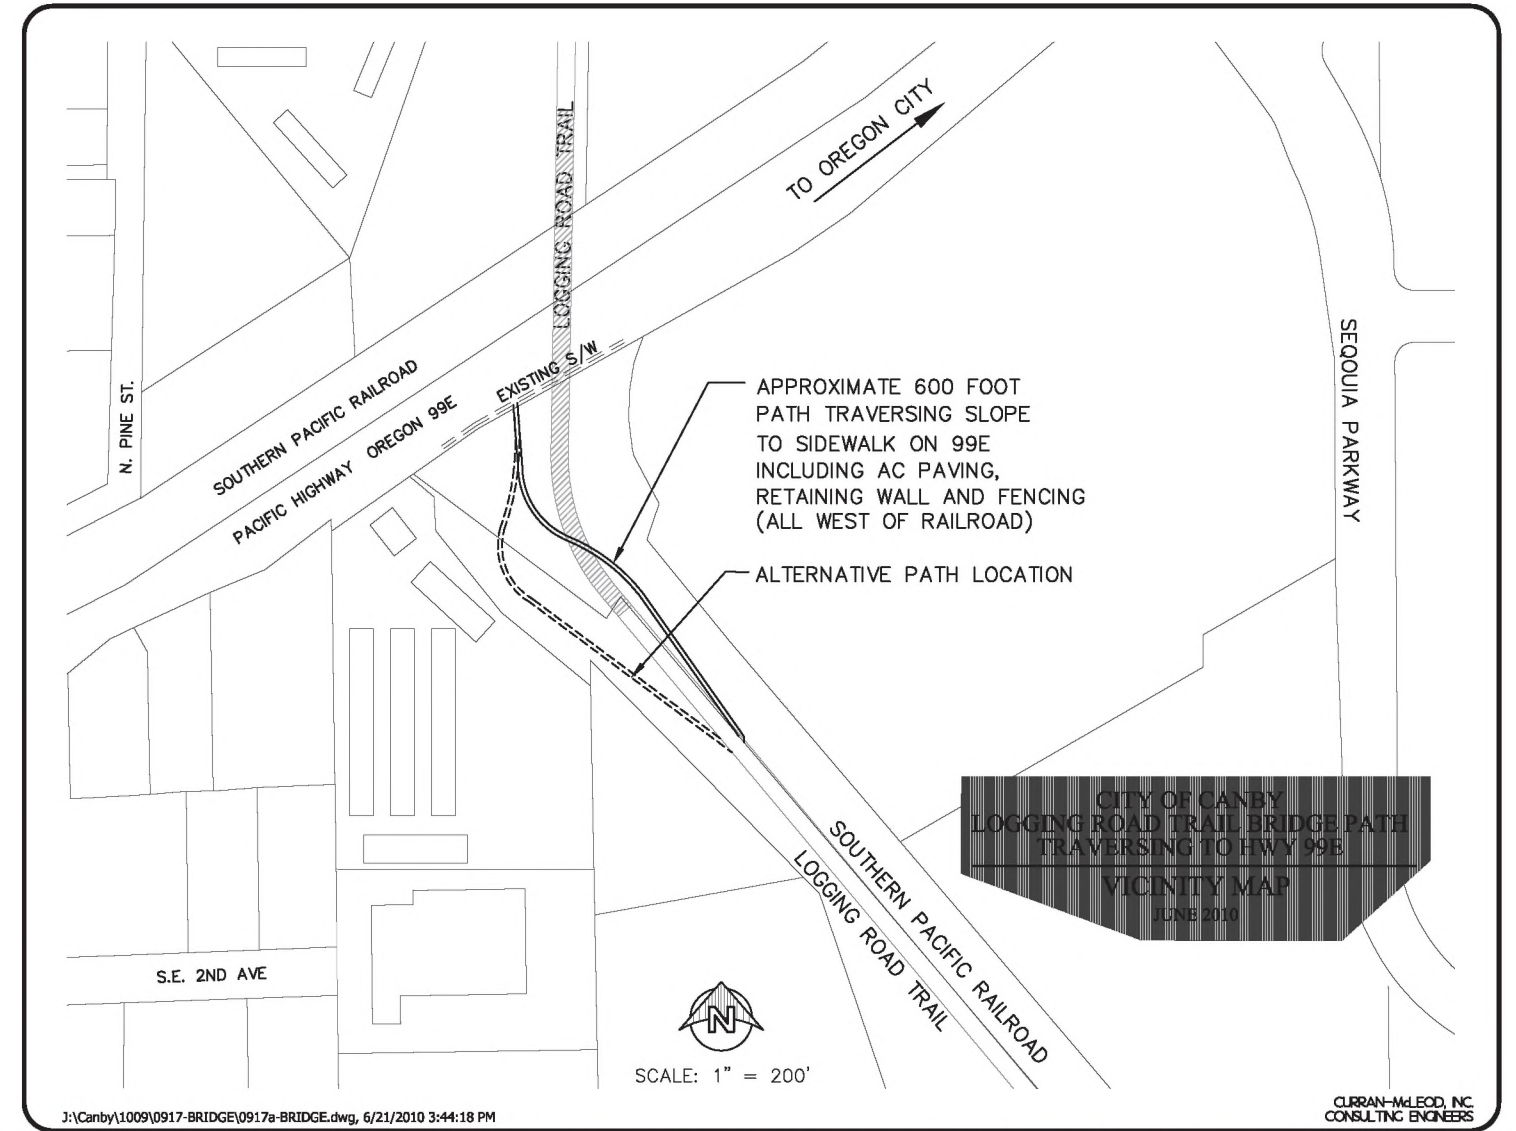 LOGGING ROAD TRAIL
TO OREGON CITY
N. PINE ST.
SOUTHERN PACIFIC RAILROAD
PACIFIC HIGHWAY OREGON 99E
EXISTING S/W
SEQQUIA PARKWAY
APPROXIMATE 600 FOOT
PATH TRAVERSING SLOPE
TO SIDEWALK ON 99E
INCLUDING AC PAVING,
RETAINING WALL AND FENCING
(ALL WEST OF RAILROAD)
ALTERNATIVE PATH LOCATION
CITY OF CANBY
LOGGING ROAD TRAIL BRIDGE PATH
TRAVERSING TO HWY 99E
VICINITY MAP
JUNE 2010
SOUTHERN PACIFIC RAILROAD
LOGGING ROAD TRAIL
S.E. 2ND AVE
N
SCALE: 1" = 200'
J:\Canby\1009\0917-BRIDGE\0917a-BRIDGE.dwg, 6/21/2010 3:44:18 PM
CURRAN-McLEOD, INC.
CONSULTING ENGINEERS